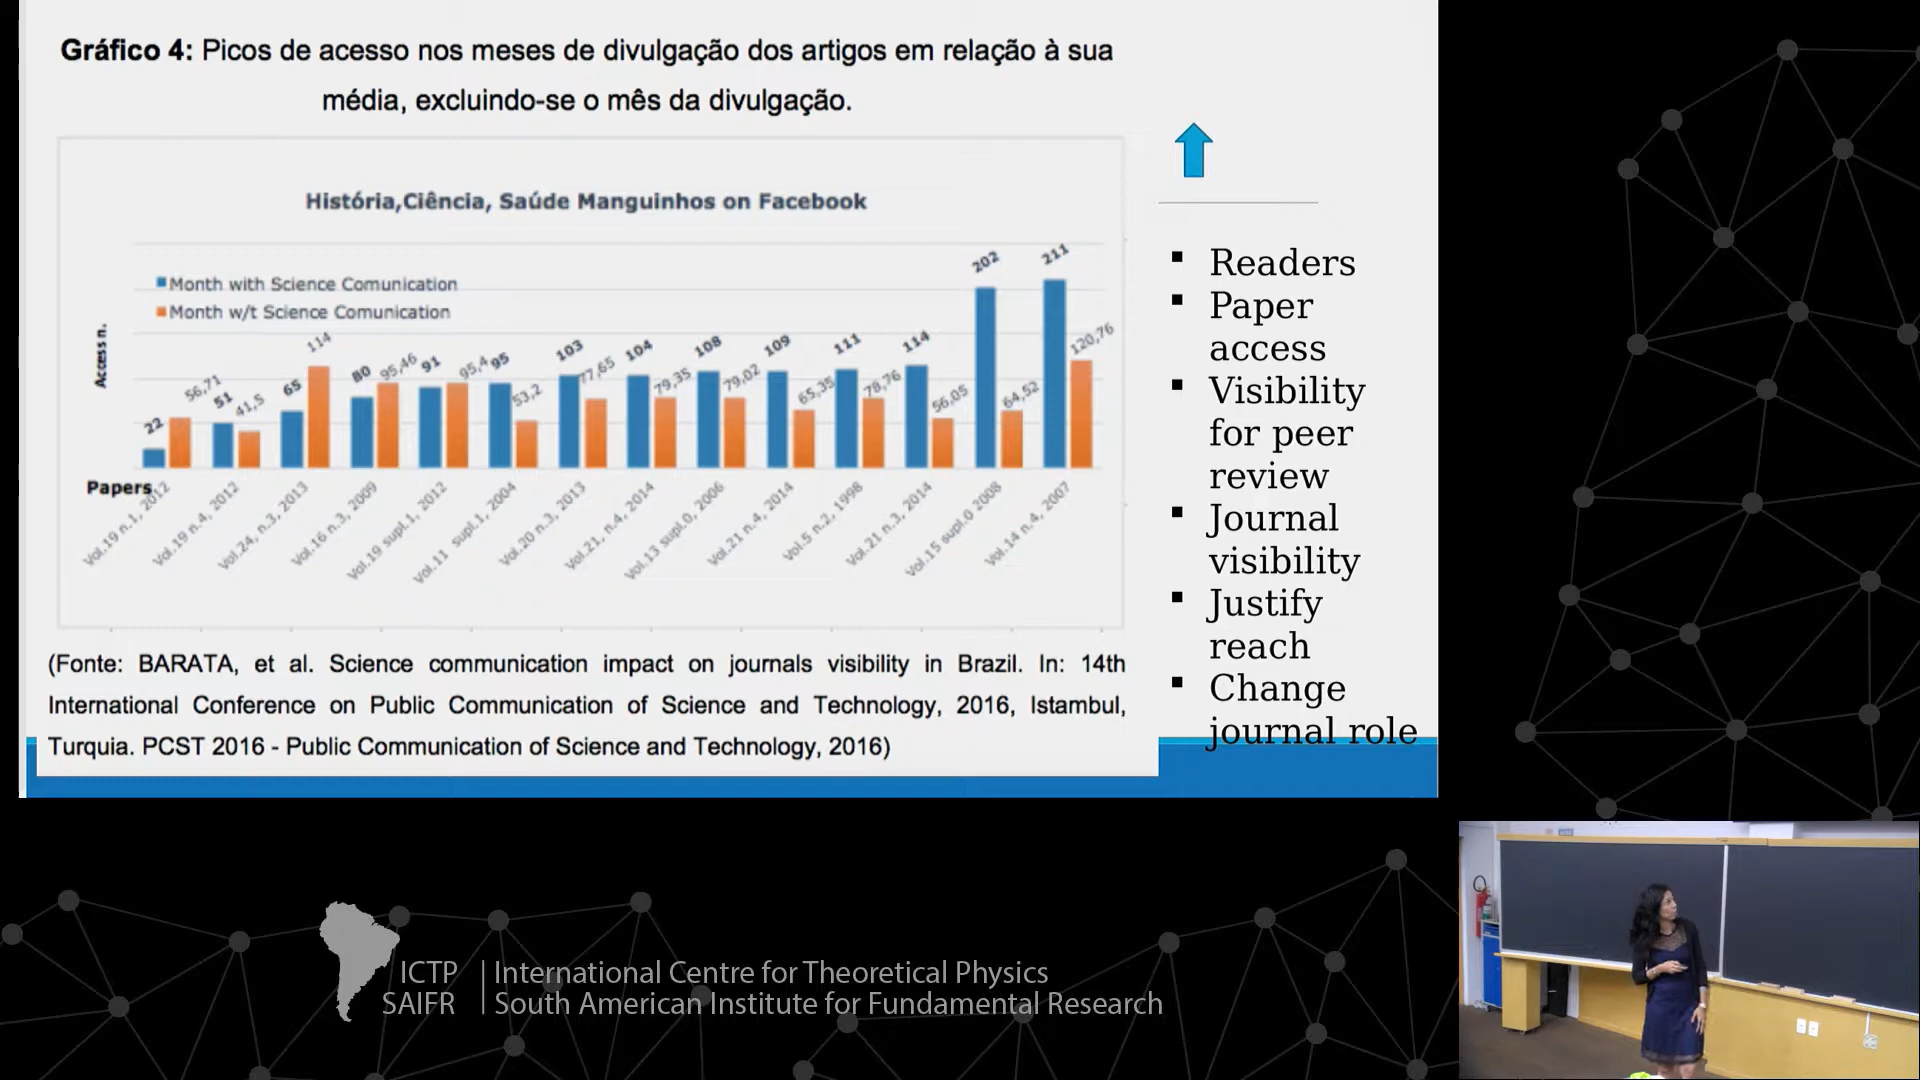 Gráfico 4: Picos de acesso nos meses de divulgação dos artigos em relação à sua
média, excluindo-se o mês da divulgação.
História,Ciência, Saúde Manguinhos on Facebook
Month with Science Comunication
Month w/t Science Comunication
Access n.
22
56,71
51
41,5
65
114
80
95,46
91
95,4
95
53,2
103
77,65
104
79,35
108
79,02
109
65,35
111
78,76
114
56,05
202
64,52
211
120,76
Papers
Vol.19 n.1, 2012
Vol.19 n.4, 2012
Vol.24, n.3, 2013
Vol.16 n.3, 2009
Vol.19 supl.1, 2012
Vol.11 supl.1, 2004
Vol.20 n.3, 2013
Vol.21, n.4, 2014
Vol.13 supl.0, 2006
Vol.21 n.4, 2014
Vol.5 n.2, 1998
Vol.21 n.3, 2014
Vol.15 supl.0 2008
Vol.14 n.4, 2007
(Fonte: BARATA, et al. Science communication impact on journals visibility in Brazil. In: 14th
International Conference on Public Communication of Science and Technology, 2016, Istambul,
Turquia. PCST 2016 - Public Communication of Science and Technology, 2016)
▪ Readers
▪ Paper
access
▪ Visibility
for peer
review
▪ Journal
visibility
▪ Justify
reach
▪ Change
journal role
ICTP | International Centre for Theoretical Physics
SAIFR | South American Institute for Fundamental Research